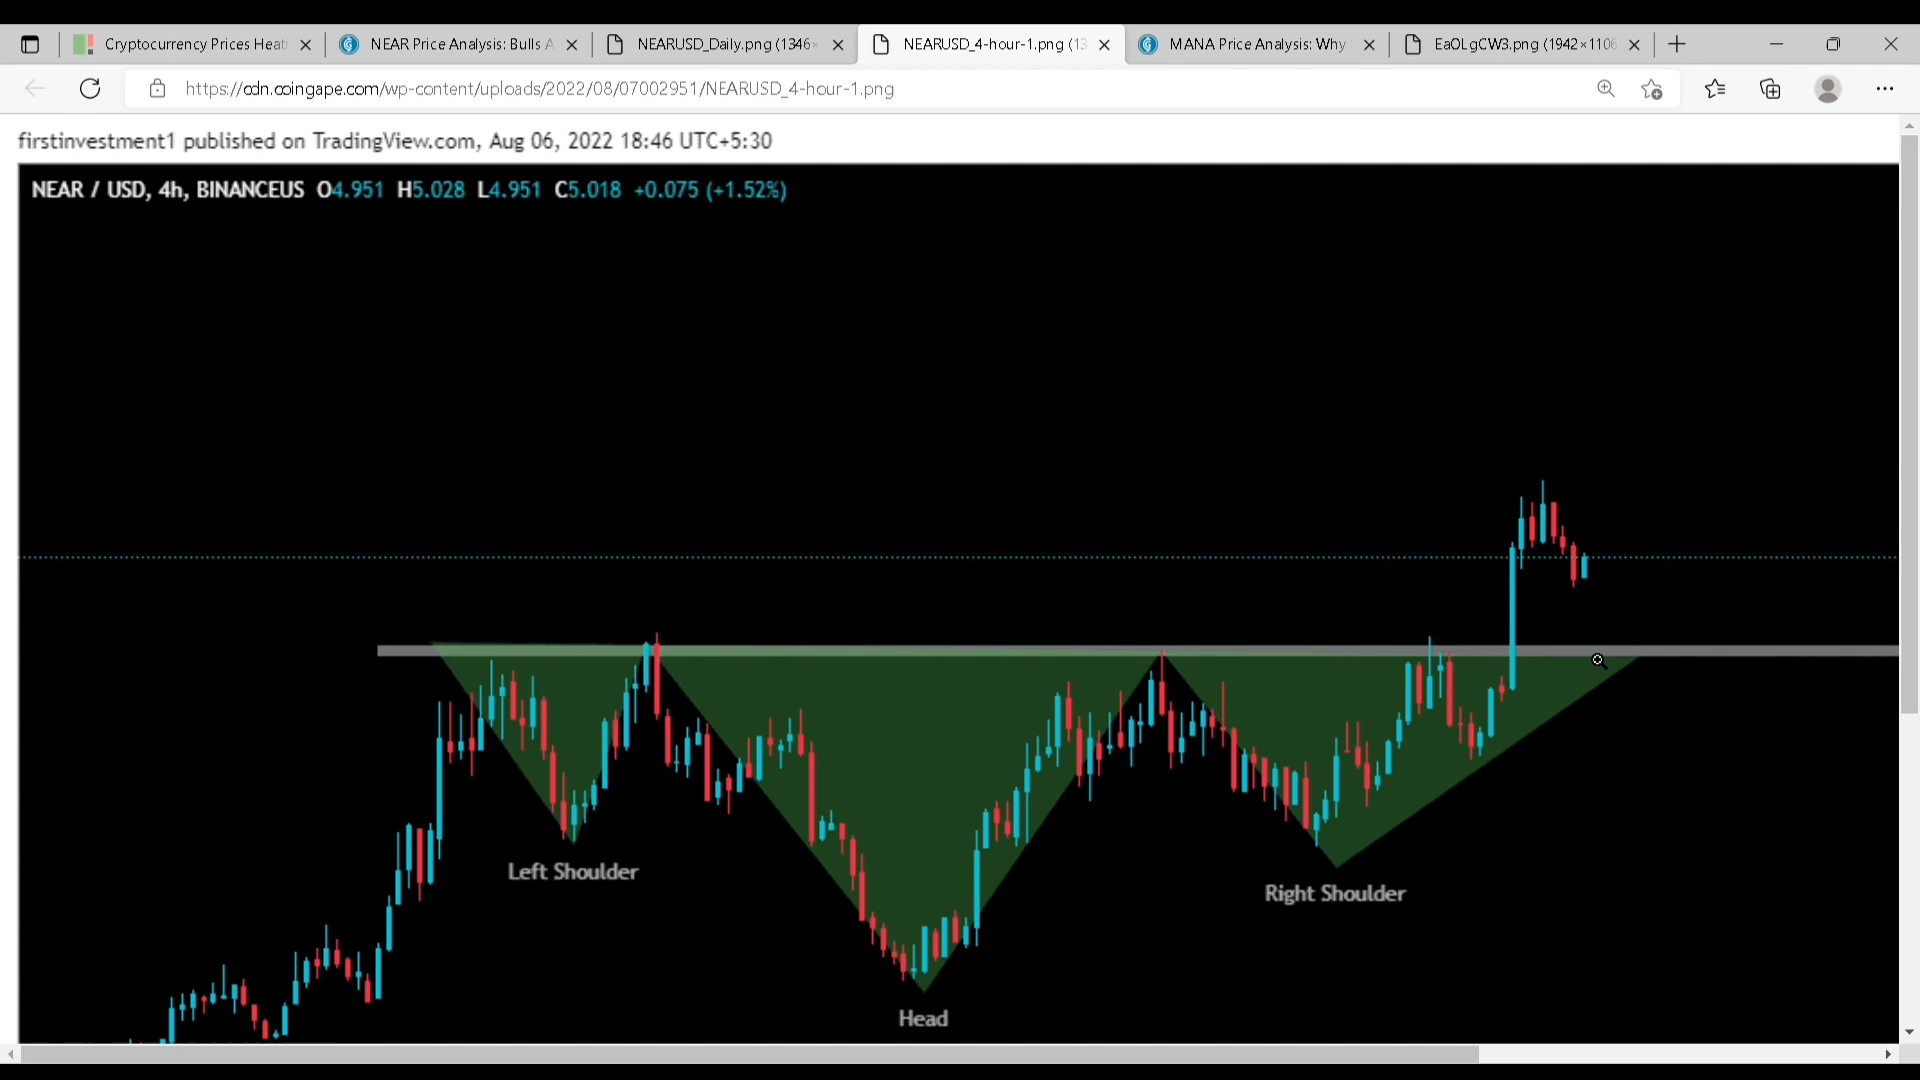 Cryptocurrency Prices Heat
NEAR Price Analysis: Bulls A
NEARUSD_Daily.png (1346×
NEARUSD_4-hour-1.png (13
MANA Price Analysis: Why
EaOLgCW3.png (1942×1106
https://cdn.coingape.com/wp-content/uploads/2022/08/07002951/NEARUSD_4-hour-1.png
firstinvestment1 published on TradingView.com, Aug 06, 2022 18:46 UTC+5:30
NEAR / USD, 4h, BINANCEUS O4.951 H5.028 L4.951 C5.018 +0.075 (+1.52%)
Left Shoulder
Right Shoulder
Head